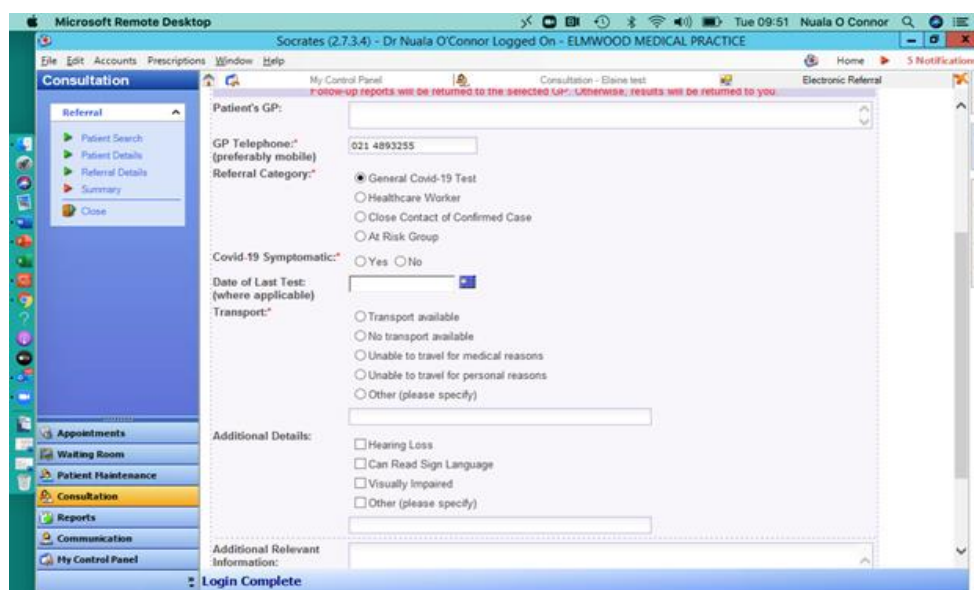 Microsoft Remote Desktop
Tue 09:51 Nuala O Connor
Socrates (2.7.3.4) - Dr Nuala O'Connor Logged On - ELMWOOD MEDICAL PRACTICE
File Edit Accounts Prescriptions Window Help
Home
5 Notification
Consultation
My Control Panel
Consultation - Elaine test
Electronic Referral
Follow-up reports will be returned to the selected GP. Otherwise, results will be returned to you.
Referral
Patient Search
Patient Details
Referral Details
Summary
Close
Patient's GP:
GP Telephone:*
(preferably mobile)
021 4893255
Referral Category:*
General Covid-19 Test
Healthcare Worker
Close Contact of Confirmed Case
At Risk Group
Covid-19 Symptomatic:*
Yes No
Date of Last Test:
(where applicable)
Transport:*
Transport available
No transport available
Unable to travel for medical reasons
Unable to travel for personal reasons
Other (please specify)
Additional Details:
Hearing Loss
Can Read Sign Language
Visually Impaired
Other (please specify)
Additional Relevant
Information:
Appointments
Waiting Room
Patient Maintenance
Consultation
Reports
Communication
My Control Panel
Login Complete